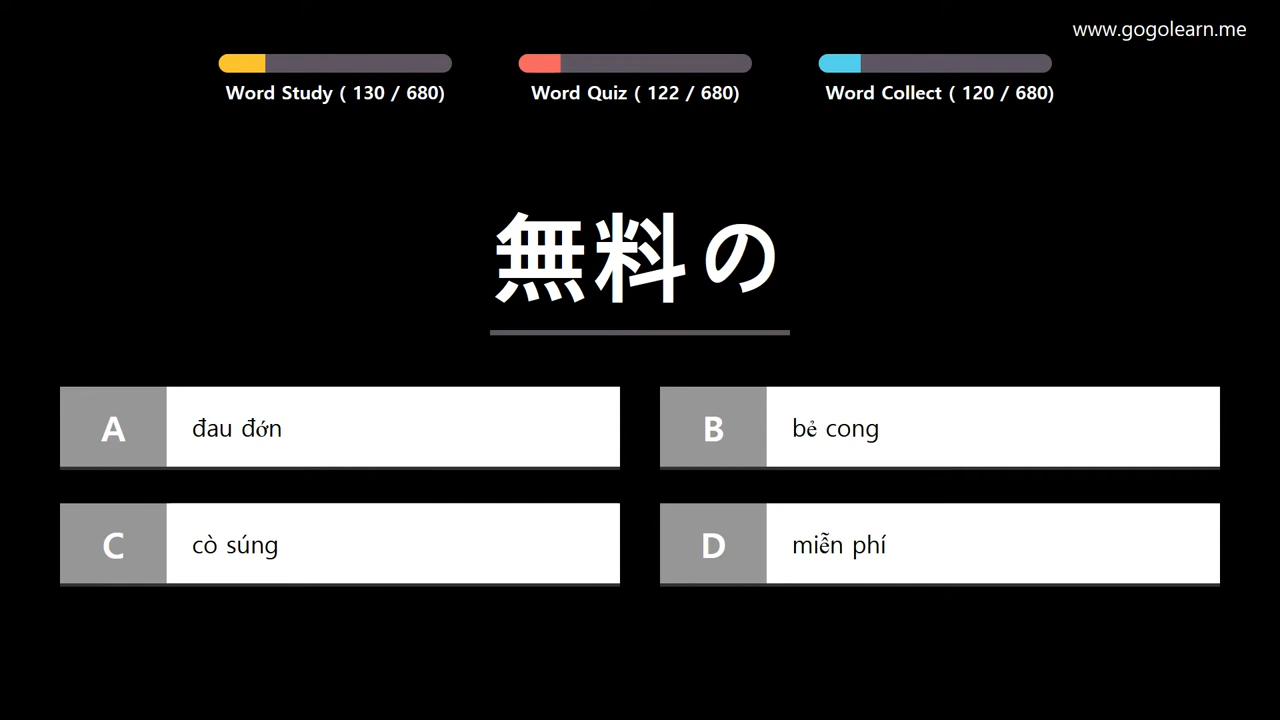 www.gogolearn.me
Word Study ( 130 / 680)
Word Quiz ( 122 / 680)
Word Collect ( 120 / 680)
無料の
A
đau đớn
B
bẻ cong
C
cò súng
D
miễn phí